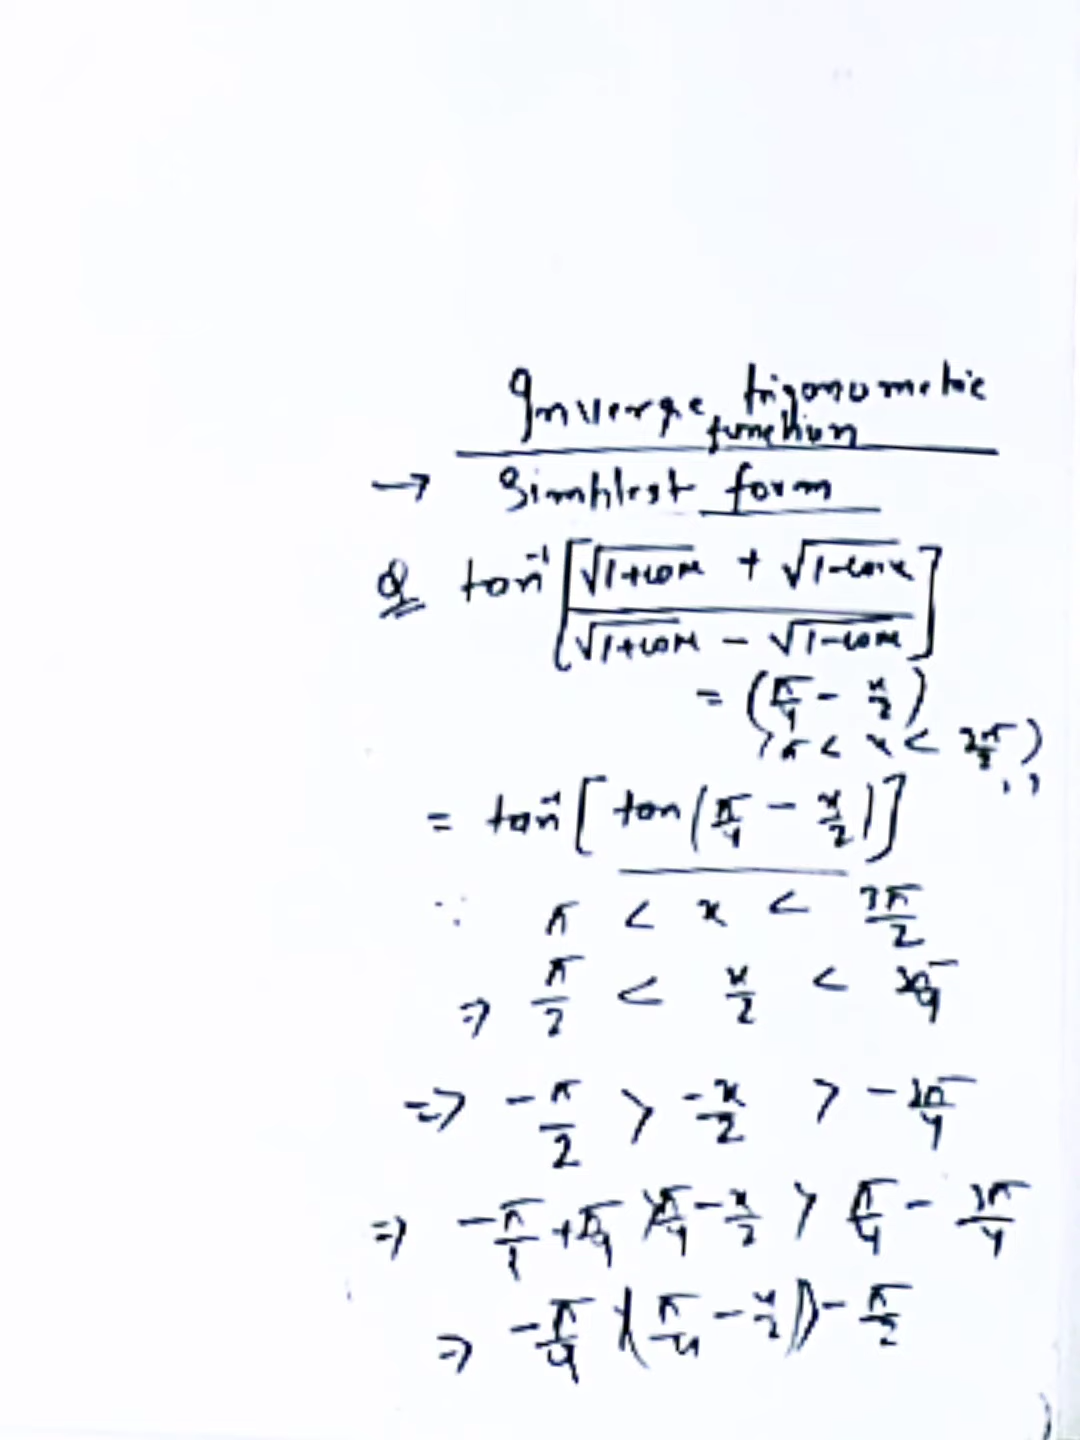 Inverse trigonometric
function
→ Simplest form
Q tan⁻¹ [(√1+cosx + √1-cosx) / (√1+cosx - √1-cosx)]
= (π/4 - x/2)
, π < x < 3π/2 )
= tan⁻¹ [ tan (π/4 - x/2) ]
∵ π < x < 3π/2
⇒ π/2 < x/2 < 3π/4
⇒ -π/2 > -x/2 > -3π/4
⇒ -π/2 + π/4 > π/4 - x/2 > π/4 - 3π/4
⇒ -π/4 > (π/4 - x/2) > -π/2